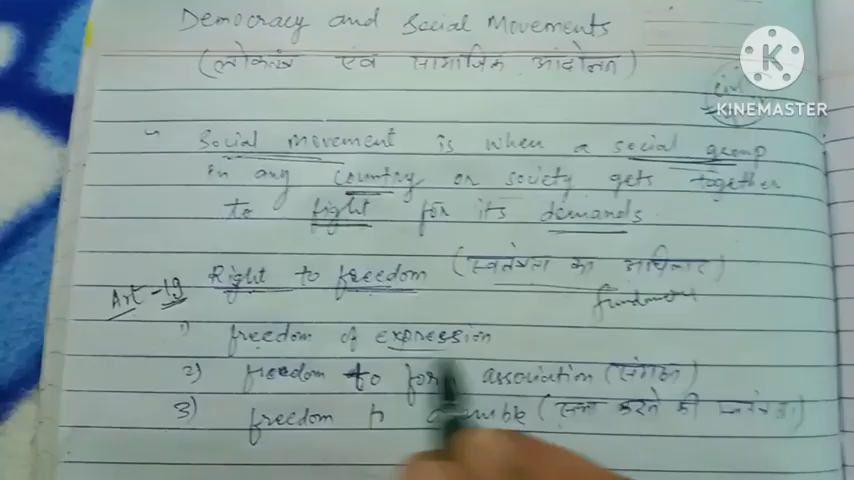 Democracy and Social Movements
(लोकतंत्र एवं सामाजिक आंदोलन)
KINEMASTER
- Social movement is when a social group
in any country or society gets together
to fight for its demands
Art-19 Right to freedom (स्वतंत्रता का अधिकार)
1) freedom of expression
2) freedom to form association (संगठन)
3) freedom to (सभा करने की स्वतंत्रता)